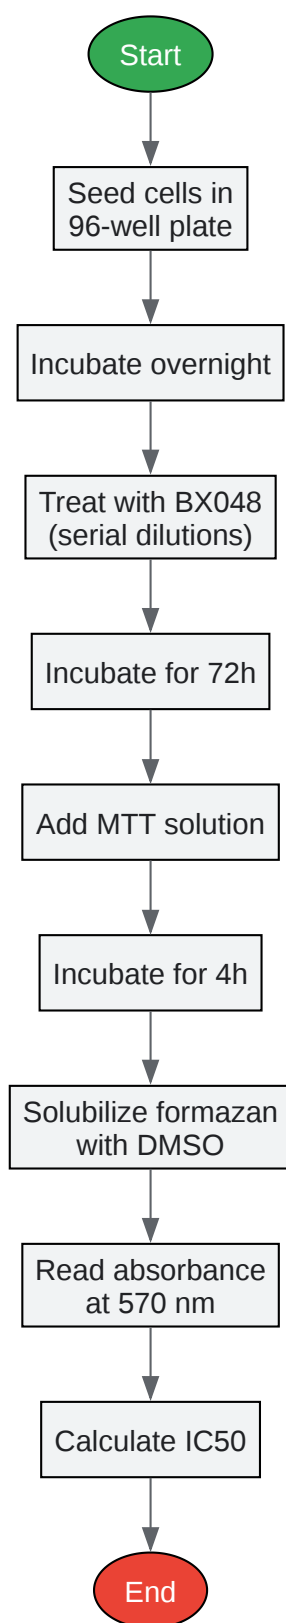 Start
Seed cells in
96-well plate
Incubate overnight
Treat with BX048
(serial dilutions)
Incubate for 72h
Add MTT solution
Incubate for 4h
Solubilize formazan
with DMSO
Read absorbance
at 570 nm
Calculate IC50
End